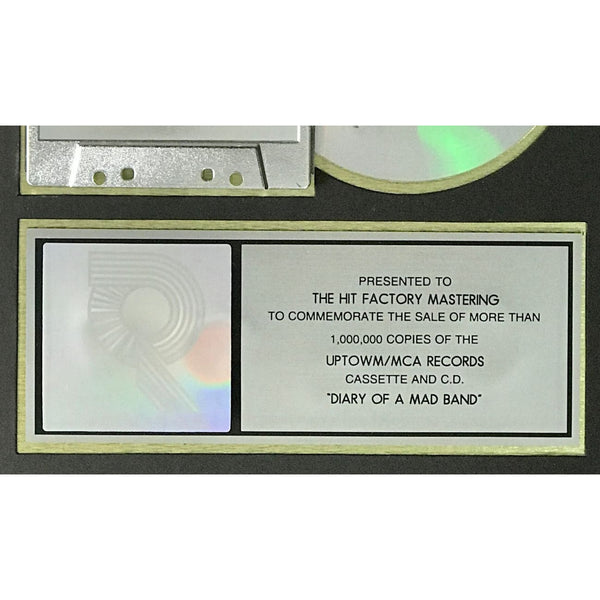 PRESENTED TO
THE HIT FACTORY MASTERING
TO COMMEMORATE THE SALE OF MORE THAN
1,000,000 COPIES OF THE
UPTOWM/MCA RECORDS
CASSETTE AND C.D.
"DIARY OF A MAD BAND"